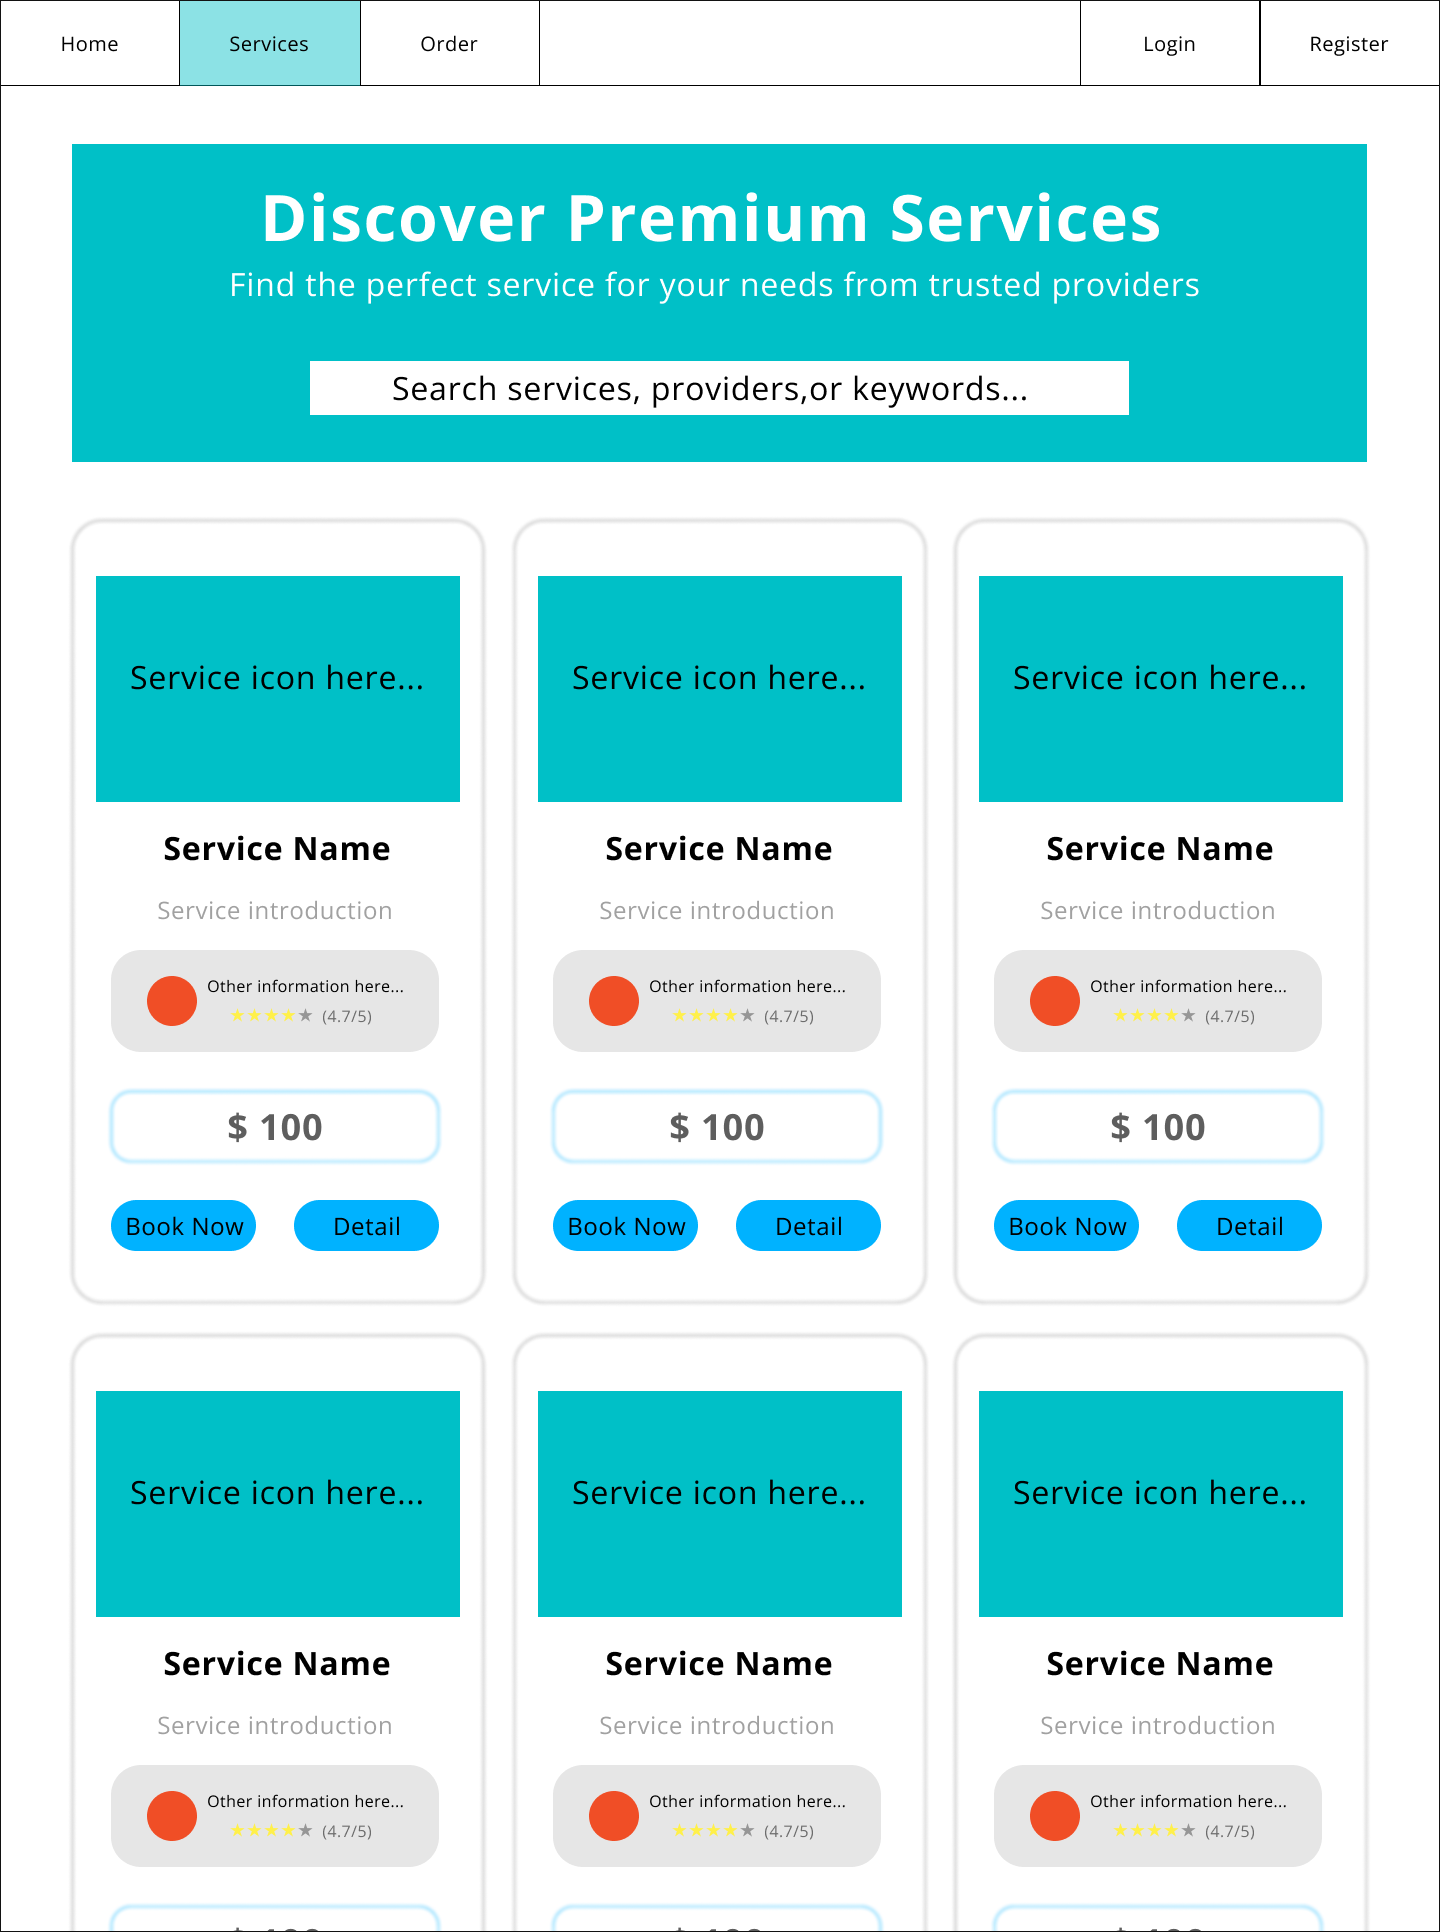 Home Services Order Login Register
Discover Premium Services
Find the perfect service for your needs from trusted providers
Search services, providers,or keywords...
Service icon here... Service icon here... Service icon here...
Service Name Service Name Service Name
Service introduction Service introduction Service introduction
Other information here... Other information here... Other information here...
★★★★★ (4.7/5) ★★★★★ (4.7/5) ★★★★★ (4.7/5)
$ 100 $ 100 $ 100
Book Now Detail Book Now Detail Book Now Detail
Service icon here... Service icon here... Service icon here...
Service Name Service Name Service Name
Service introduction Service introduction Service introduction
Other information here... Other information here... Other information here...
★★★★★ (4.7/5) ★★★★★ (4.7/5) ★★★★★ (4.7/5)